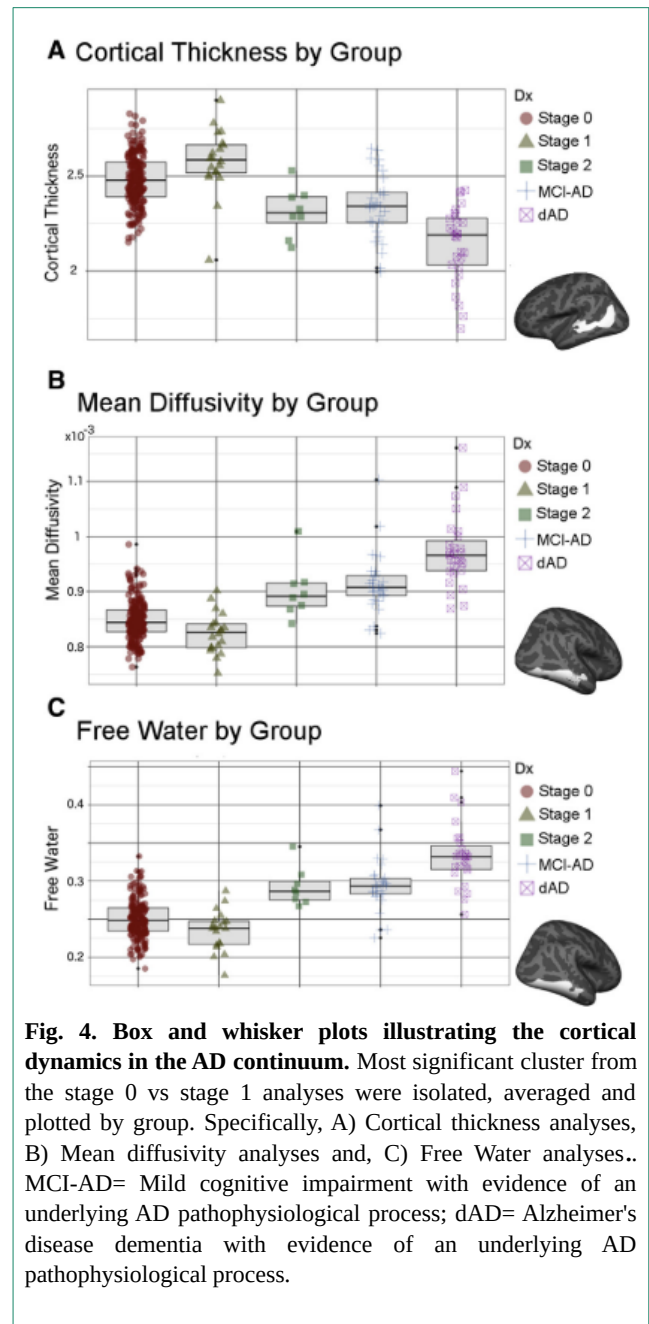 A Cortical Thickness by Group
Dx
Stage 0
Stage 1
Stage 2
MCI-AD
dAD
Cortical Thickness
2.5
2
B
Mean Diffusivity by Group
x10-3
Dx
Stage 0
Stage 1
Stage 2
MCI-AD
dAD
Mean Diffusivity
1.1
1
0.9
0.8
C
Free Water by Group
Dx
Stage 0
Stage 1
Stage 2
MCI-AD
dAD
Free Water
0.4
0.3
0.2
Fig. 4. Box and whisker plots illustrating the cortical
dynamics in the AD continuum. Most significant cluster from
the stage 0 vs stage 1 analyses were isolated, averaged and
plotted by group. Specifically, A) Cortical thickness analyses,
B) Mean diffusivity analyses and, C) Free Water analyses..
MCI-AD= Mild cognitive impairment with evidence of an
underlying AD pathophysiological process; dAD= Alzheimer's
disease dementia with evidence of an underlying AD
pathophysiological process.